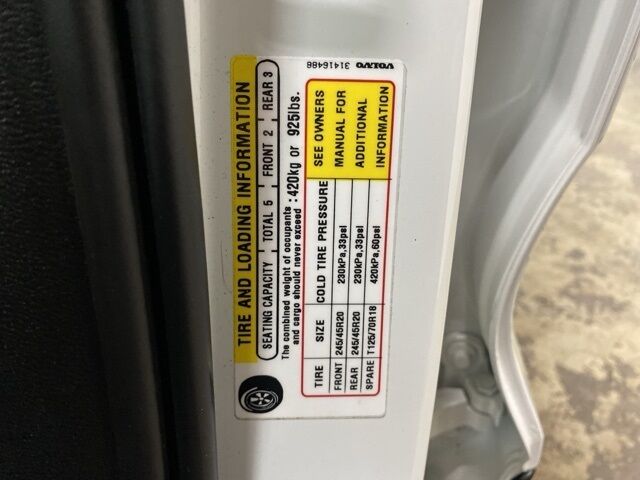 TIRE AND LOADING INFORMATION
SEATING CAPACITY TOTAL 5 FRONT 2 REAR 3
The combined weight of occupants
and cargo should never exceed : 420kg or 925lbs.
TIRE SIZE COLD TIRE PRESSURE SEE OWNERS
FRONT 245/45R20 230kPa,33psi MANUAL FOR
REAR 245/45R20 230kPa,33psi ADDITIONAL
SPARE T125/70R18 420kPa,60psi INFORMATION
VOLVO 31416488